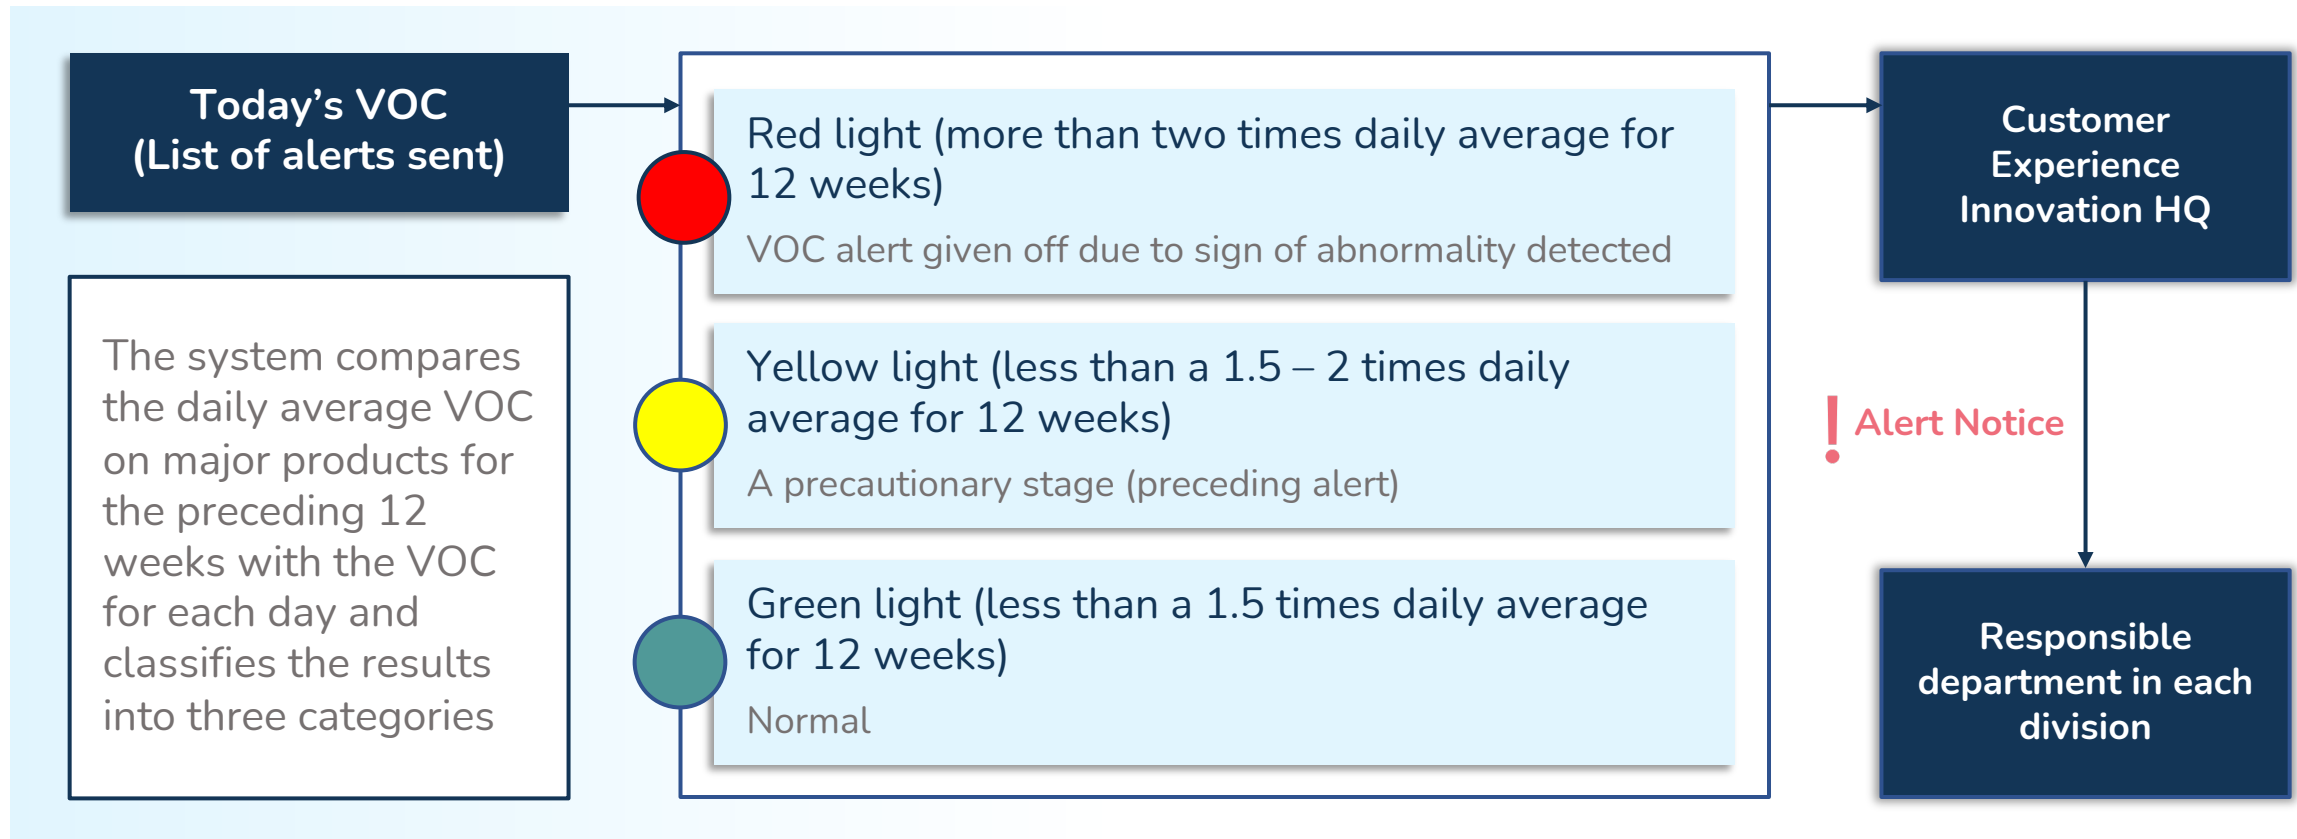 Today’s VOC
(List of alerts sent)
The system compares
the daily average VOC
on major products for
the preceding 12
weeks with the VOC
for each day and
classifies the results
into three categories
Red light (more than two times daily average for
12 weeks)
VOC alert given off due to sign of abnormality detected
Yellow light (less than a 1.5 – 2 times daily
average for 12 weeks)
A precautionary stage (preceding alert)
Green light (less than a 1.5 times daily average
for 12 weeks)
Normal
Customer
Experience
Innovation HQ
! Alert Notice
Responsible
department in each
division